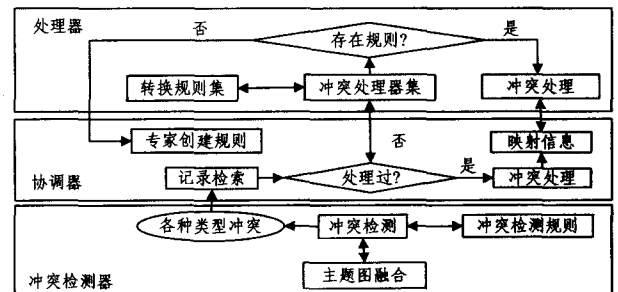 处理器
否
存在规则?
是
转换规则集
冲突处理器集
冲突处理
专家创建规则
否
映射信息
协调器
记录检索
处理过?
是
冲突处理
各种类型冲突
冲突检测
冲突检测规则
冲突检测器
主题图融合